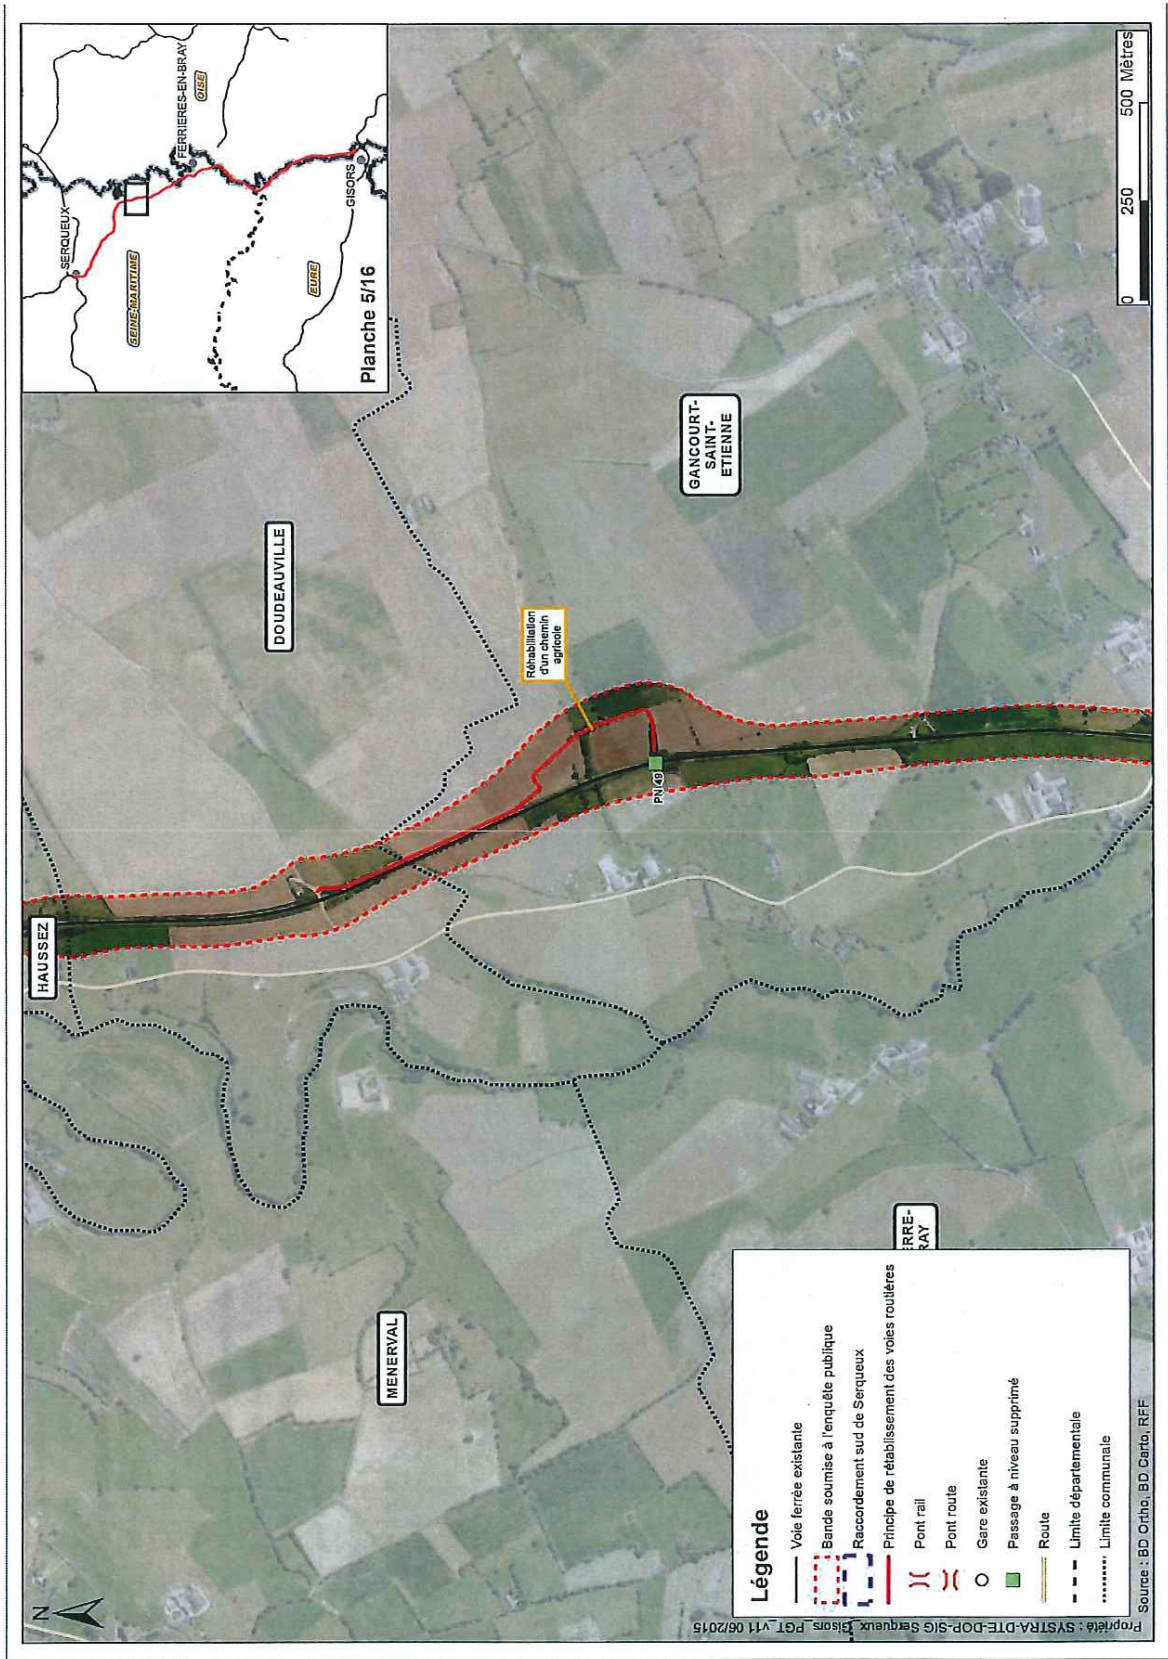 N
HAUSSEZ
DOUDEAUVILLE
MENERVAL
GANCOURT-
SAINT-
ETIENNE
ERRE-
RAY
Réhabilitation
d'un chemin
agricole
PN 49
SERQUEUX
FERRIERES-EN-BRAY
OISE
SEINE-MARITIME
EURE
GISORS
Planche 5/16
0 250 500 Mètres
Légende
Voie ferrée existante
Bande soumise à l'enquête publique
Raccordement sud de Serqueux
Principe de rétablissement des voies routières
Pont rail
Pont route
Gare existante
Passage à niveau supprimé
Route
Limite départementale
Limite communale
Source : BD Ortho, BD Carto, RFF
Propriété : SYSTRA-DTE-DOP-SIG Serqueux_Gisors_PGT_v11 06/2015